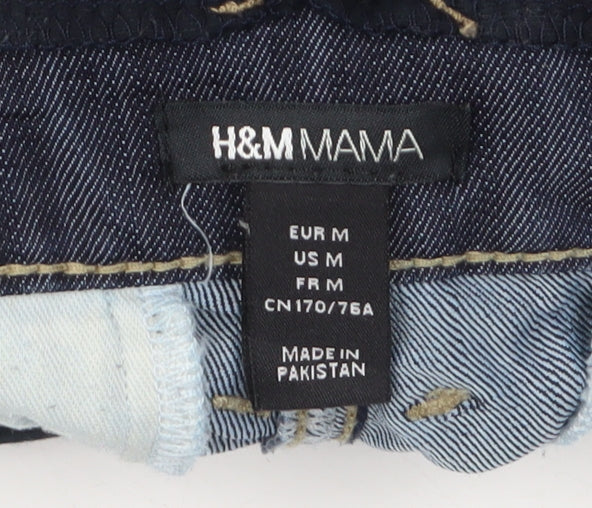 H&M MAMA
EUR M
US M
FR M
CN 170/76A
MADE IN
PAKISTAN